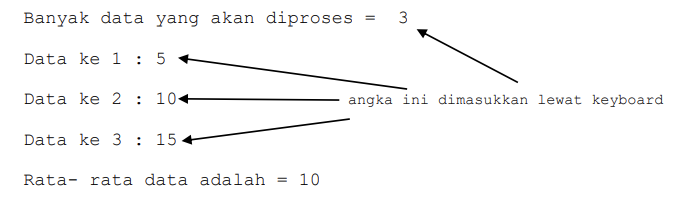 Banyak data yang akan diproses = 3
Data ke 1 : 5
Data ke 2 : 10
angka ini dimasukkan lewat keyboard
Data ke 3 : 15
Rata- rata data adalah = 10